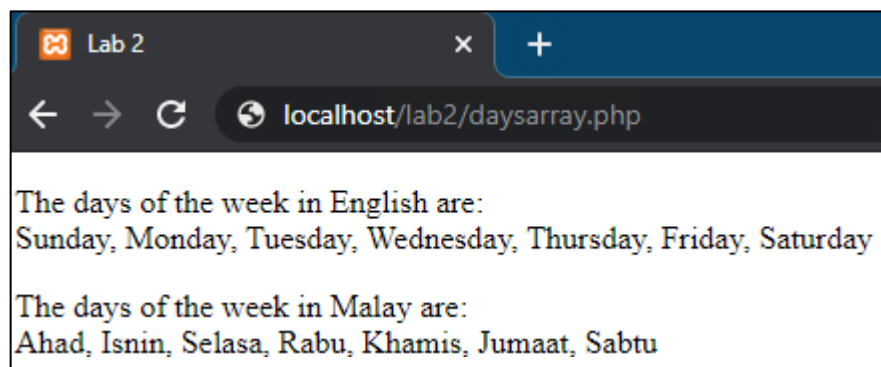 Lab 2
localhost/lab2/daysarray.php
The days of the week in English are:
Sunday, Monday, Tuesday, Wednesday, Thursday, Friday, Saturday
The days of the week in Malay are:
Ahad, Isnin, Selasa, Rabu, Khamis, Jumaat, Sabtu